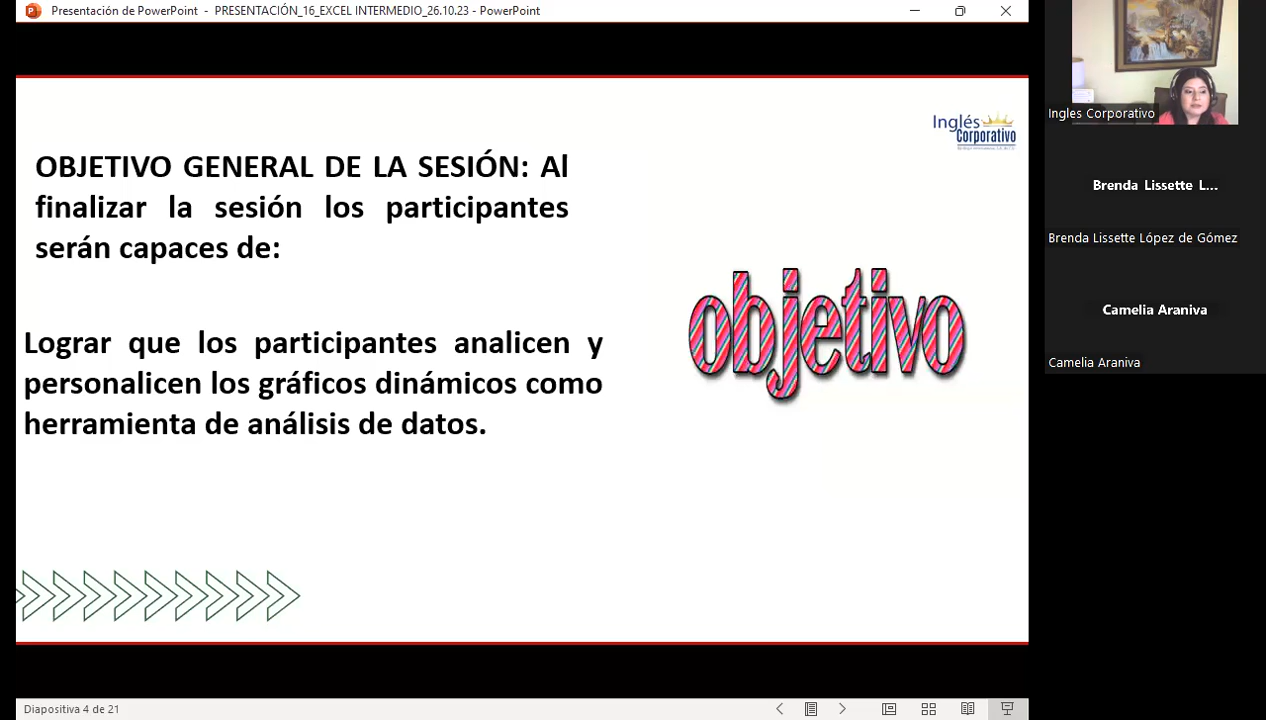 Presentación de PowerPoint - PRESENTACIÓN_16_EXCEL INTERMEDIO_26.10.23 - PowerPoint
Inglés
Corporativo
OBJETIVO GENERAL DE LA SESIÓN: Al
finalizar la sesión los participantes
serán capaces de:
Lograr que los participantes analicen y
personalicen los gráficos dinámicos como
herramienta de análisis de datos.
objetivo
Diapositiva 4 de 21
Ingles Corporativo
Brenda Lissette L...
Brenda Lissette López de Gómez
Camelia Araniva
Camelia Araniva